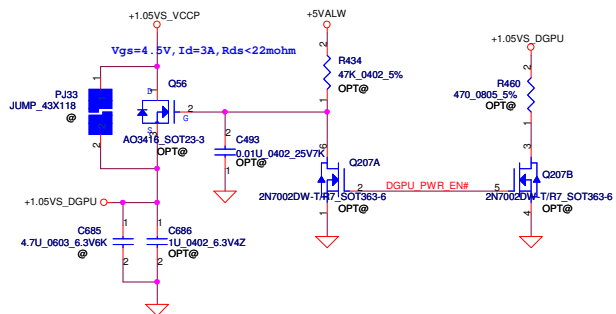 +1.05VS_VCCP
+5VALW
Vgs=4.5V,Id=3A,Rds<22mohm
+1.05VS_DGPU
2
R434
47K_0402_5%
OPT@
1
R460
470_0805_5%
OPT@
1
PJ33
JUMP_43X118
@
2
D
Q56
2
G
S
3
AO3416_SOT23-3
OPT@
2
C493
0.01U_0402_25V7K
OPT@
1
6
Q207A
2
2N7002DW-T/R7_SOT363-6
OPT@
1
DGPU_PWR_EN#
3
Q207B
5
2N7002DW-T/R7_SOT363-6
OPT@
4
+1.05VS_DGPU
1
C685
4.7U_0603_6.3V6K
@
2
1
C686
1U_0402_6.3V4Z
OPT@
2